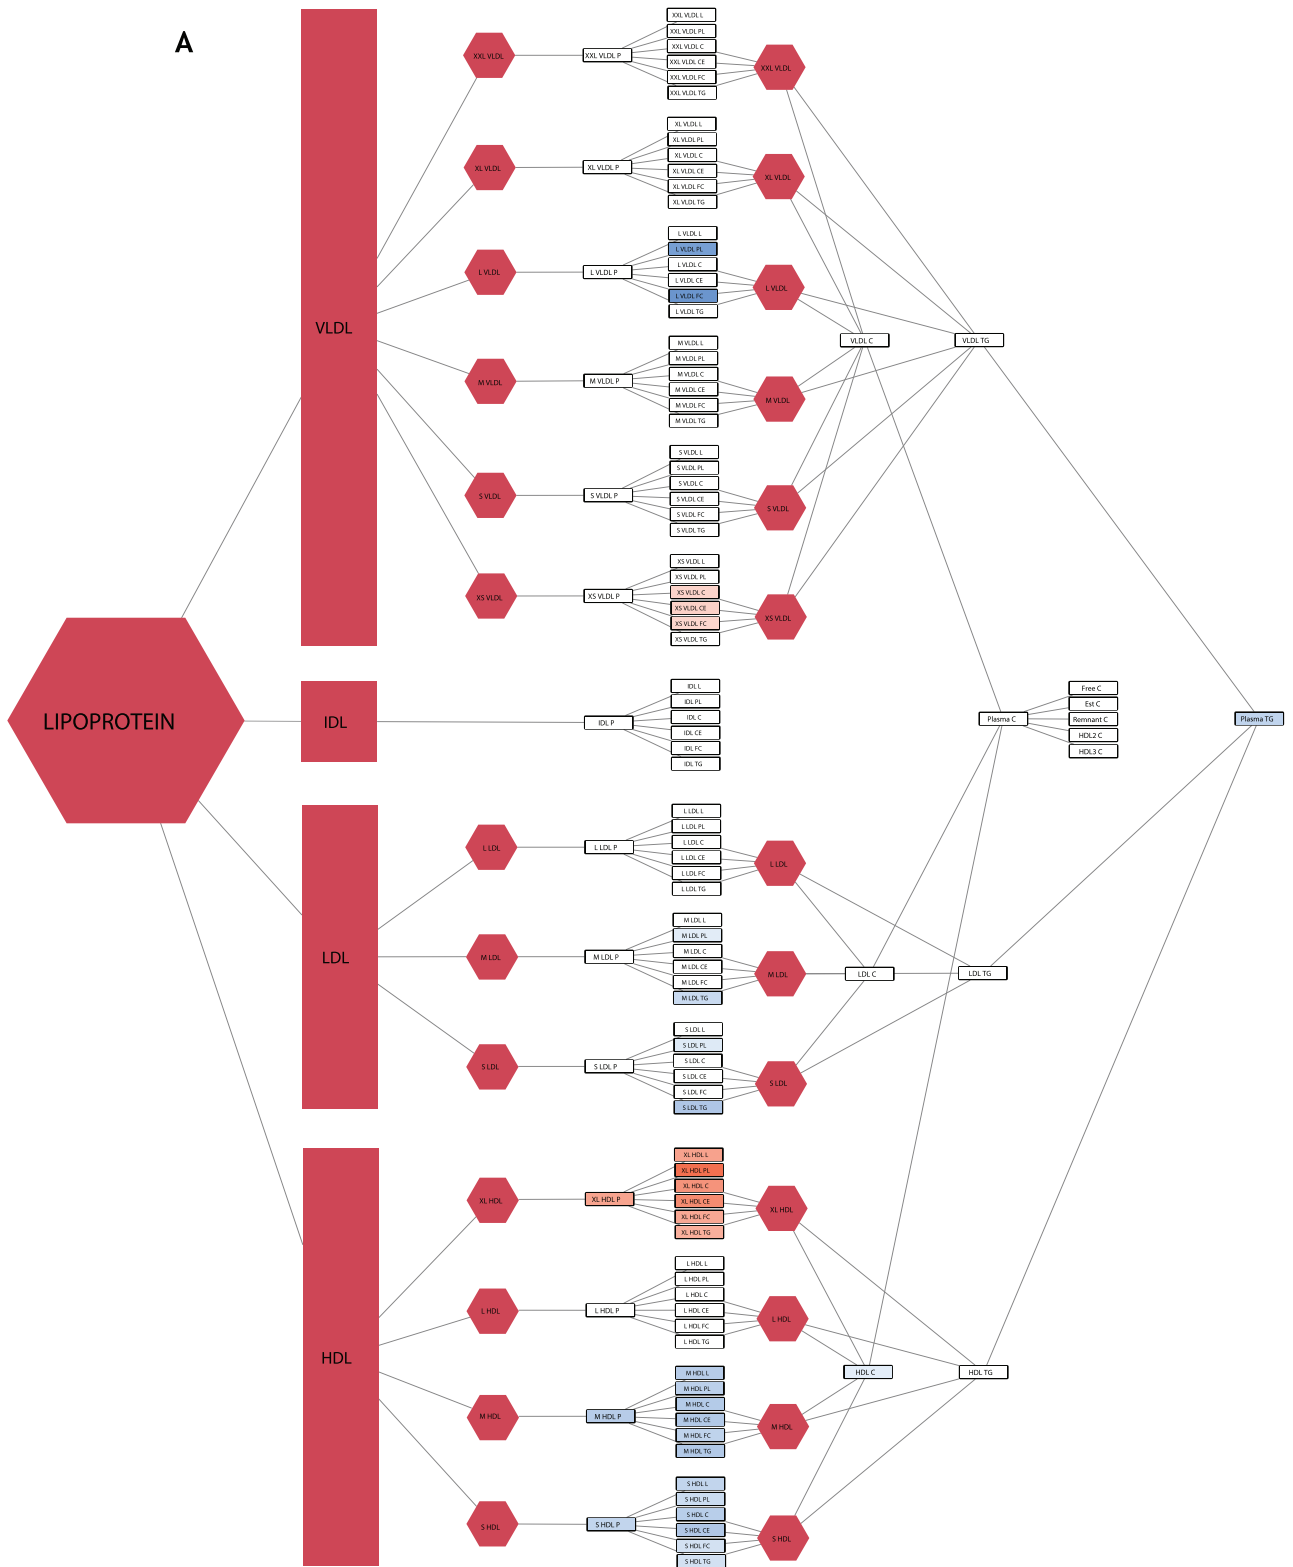 A
XXL VLDL L
XXL VLDL PL
XXL VLDL C
XXL VLDL CE
XXL VLDL FC
XXL VLDL TG
XXL VLDL
XXL VLDL P
XXL VLDL
XL VLDL L
XL VLDL PL
XL VLDL C
XL VLDL CE
XL VLDL FC
XL VLDL TG
XL VLDL
XL VLDL P
XL VLDL
L VLDL L
L VLDL PL
L VLDL C
L VLDL CE
L VLDL FC
L VLDL TG
L VLDL
L VLDL P
L VLDL
VLDL
VLDL C
VLDL TG
M VLDL L
M VLDL PL
M VLDL C
M VLDL CE
M VLDL FC
M VLDL TG
M VLDL
M VLDL P
M VLDL
S VLDL L
S VLDL PL
S VLDL C
S VLDL CE
S VLDL FC
S VLDL TG
S VLDL
S VLDL P
S VLDL
XS VLDL L
XS VLDL PL
XS VLDL C
XS VLDL CE
XS VLDL FC
XS VLDL TG
XS VLDL
XS VLDL P
XS VLDL
LIPOPROTEIN
IDL
IDL P
IDL L
IDL PL
IDL C
IDL CE
IDL FC
IDL TG
Plasma C
Free C
Est C
Remnant C
HDL2 C
HDL3 C
Plasma TG
L LDL L
L LDL PL
L LDL C
L LDL CE
L LDL FC
L LDL TG
L LDL
L LDL P
L LDL
LDL
M LDL L
M LDL PL
M LDL C
M LDL CE
M LDL FC
M LDL TG
M LDL
M LDL P
M LDL
LDL C
LDL TG
S LDL L
S LDL PL
S LDL C
S LDL CE
S LDL FC
S LDL TG
S LDL
S LDL P
S LDL
XL HDL L
XL HDL PL
XL HDL C
XL HDL CE
XL HDL FC
XL HDL TG
XL HDL
XL HDL P
XL HDL
L HDL L
L HDL PL
L HDL C
L HDL CE
L HDL FC
L HDL TG
L HDL
L HDL P
L HDL
HDL
HDL C
HDL TG
M HDL L
M HDL PL
M HDL C
M HDL CE
M HDL FC
M HDL TG
M HDL
M HDL P
M HDL
S HDL L
S HDL PL
S HDL C
S HDL CE
S HDL FC
S HDL TG
S HDL
S HDL P
S HDL